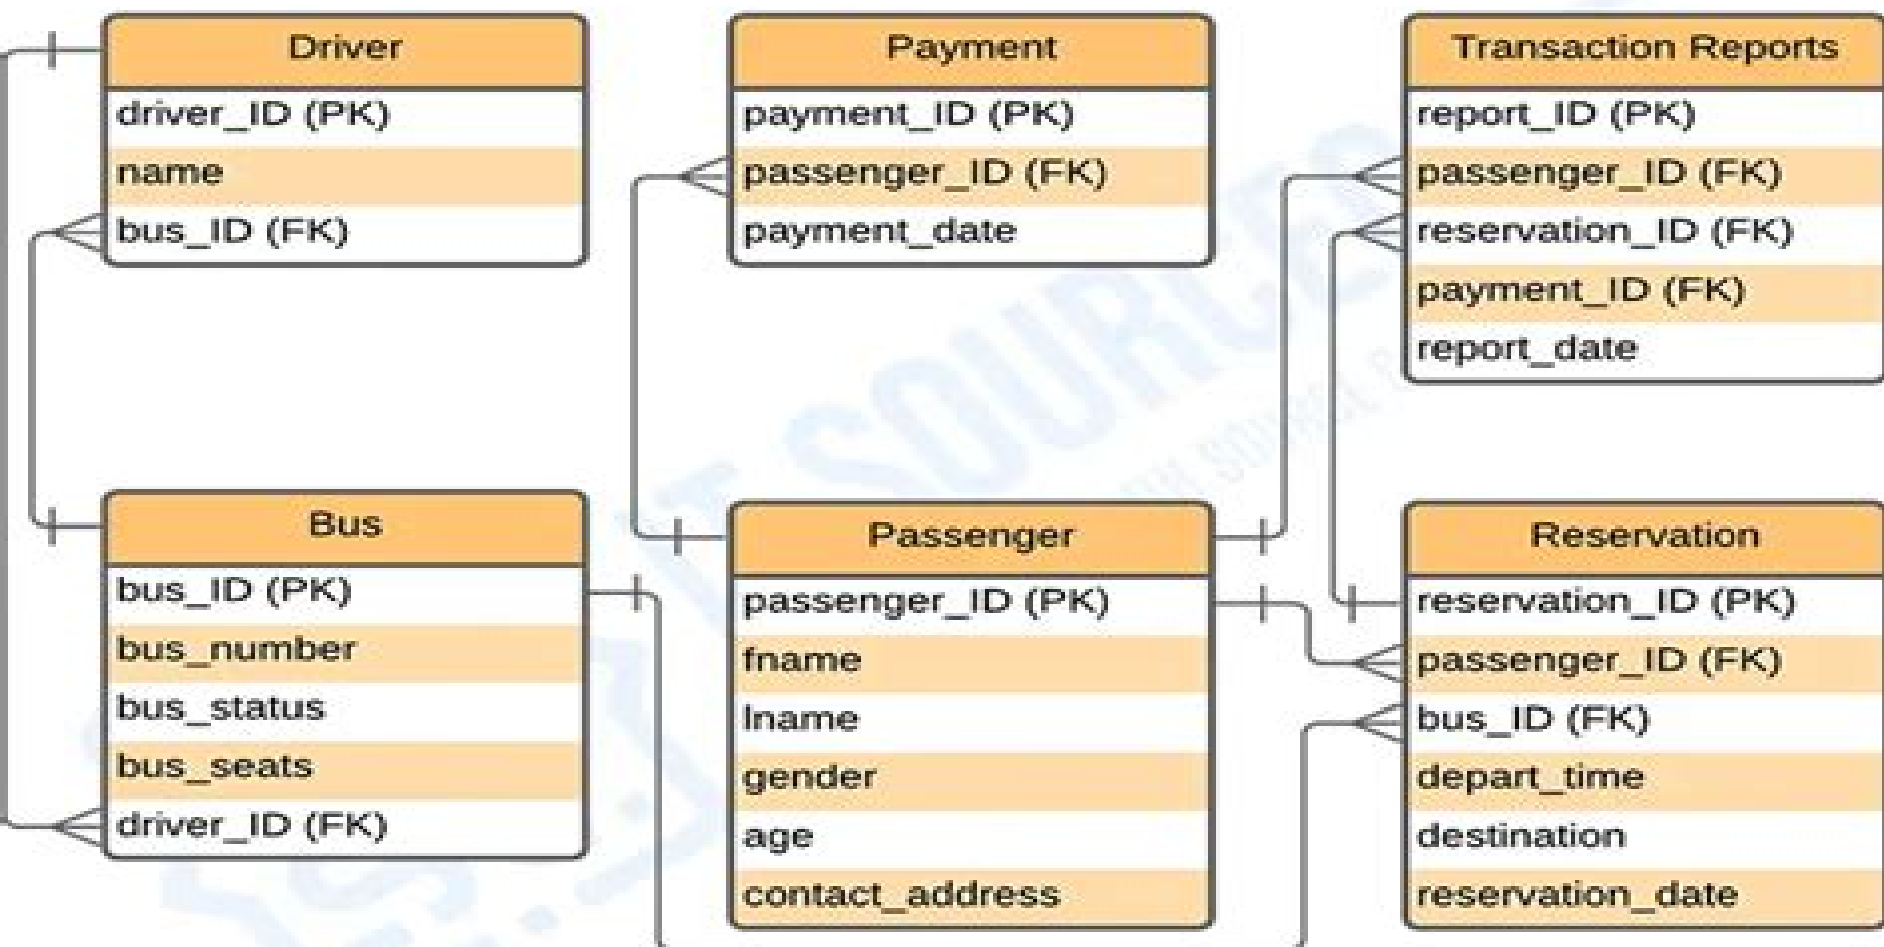 Driver
driver_ID (PK)
name
bus_ID (FK)
Payment
payment_ID (PK)
passenger_ID (FK)
payment_date
Transaction Reports
report_ID (PK)
passenger_ID (FK)
reservation_ID (FK)
payment_ID (FK)
report_date
Bus
bus_ID (PK)
bus_number
bus_status
bus_seats
driver_ID (FK)
Passenger
passenger_ID (PK)
fname
lname
gender
age
contact_address
Reservation
reservation_ID (PK)
passenger_ID (FK)
bus_ID (FK)
depart_time
destination
reservation_date
SOURCE